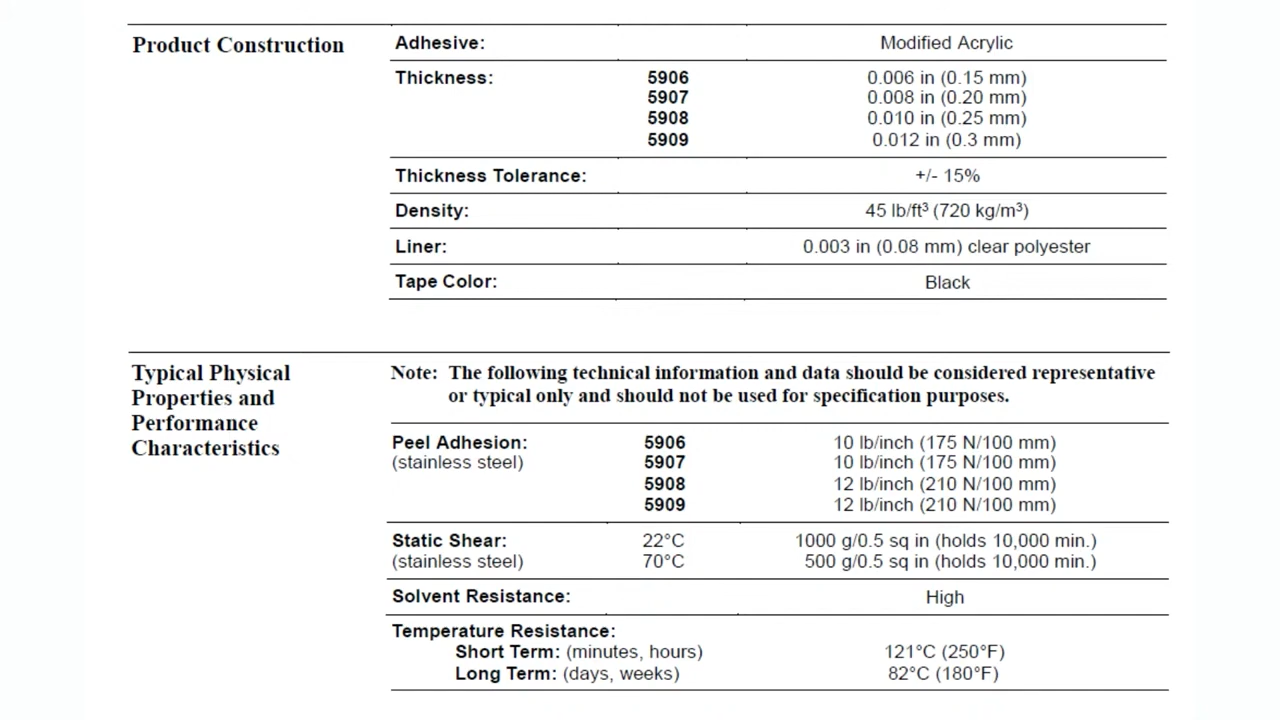 Product Construction
Adhesive: Modified Acrylic
Thickness: 5906 0.006 in (0.15 mm)
5907 0.008 in (0.20 mm)
5908 0.010 in (0.25 mm)
5909 0.012 in (0.3 mm)
Thickness Tolerance: +/- 15%
Density: 45 lb/ft³ (720 kg/m³)
Liner: 0.003 in (0.08 mm) clear polyester
Tape Color: Black
Typical Physical
Properties and
Performance
Characteristics
Note: The following technical information and data should be considered representative
or typical only and should not be used for specification purposes.
Peel Adhesion: 5906 10 lb/inch (175 N/100 mm)
(stainless steel) 5907 10 lb/inch (175 N/100 mm)
5908 12 lb/inch (210 N/100 mm)
5909 12 lb/inch (210 N/100 mm)
Static Shear: 22°C 1000 g/0.5 sq in (holds 10,000 min.)
(stainless steel) 70°C 500 g/0.5 sq in (holds 10,000 min.)
Solvent Resistance: High
Temperature Resistance:
Short Term: (minutes, hours) 121°C (250°F)
Long Term: (days, weeks) 82°C (180°F)